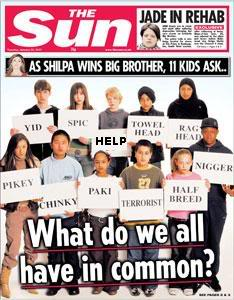 THE
Sun
JADE IN REHAB
EXCLUSIVE
AS SHILPA WINS BIG BROTHER, 11 KIDS ASK..
YID
SPIC
HELP
TOWEL
HEAD
RAG
HEAD
NIGGER
PIKEY
CHINKY
PAKI
TERRORIST
HALF
BREED
What do we all
have in common?